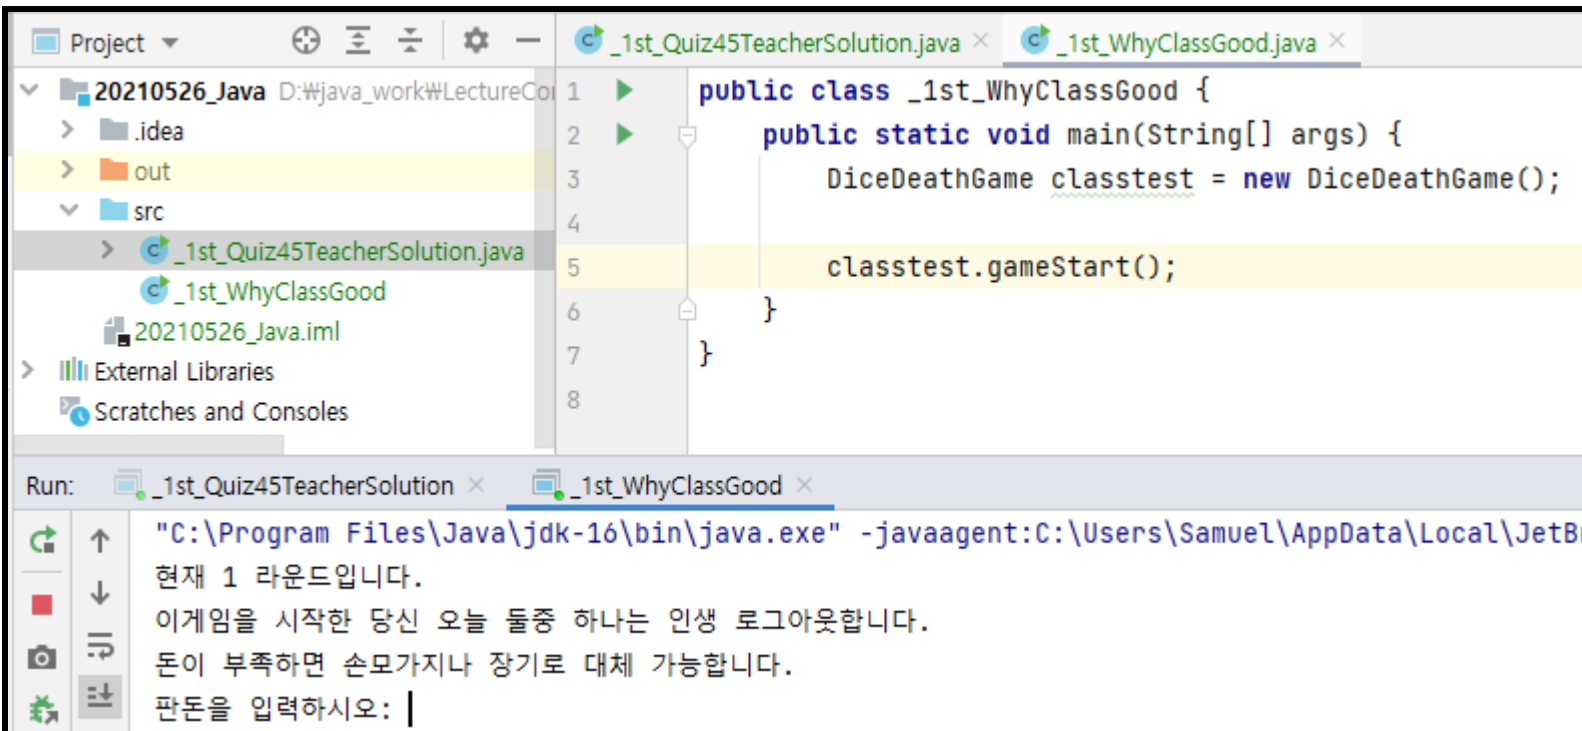 Project
_1st_Quiz45TeacherSolution.java
_1st_WhyClassGood.java
20210526_Java D:₩java_work₩LectureCo
.idea
out
src
_1st_Quiz45TeacherSolution.java
_1st_WhyClassGood
20210526_Java.iml
External Libraries
Scratches and Consoles
1 public class _1st_WhyClassGood {
2 public static void main(String[] args) {
3 DiceDeathGame classtest = new DiceDeathGame();
4
5 classtest.gameStart();
6 }
7 }
8
Run: _1st_Quiz45TeacherSolution _1st_WhyClassGood
"C:\Program Files\Java\jdk-16\bin\java.exe" -javaagent:C:\Users\Samuel\AppData\Local\JetB
현재 1 라운드입니다.
이게임을 시작한 당신 오늘 둘중 하나는 인생 로그아웃합니다.
돈이 부족하면 손모가지나 장기로 대체 가능합니다.
판돈을 입력하시오: